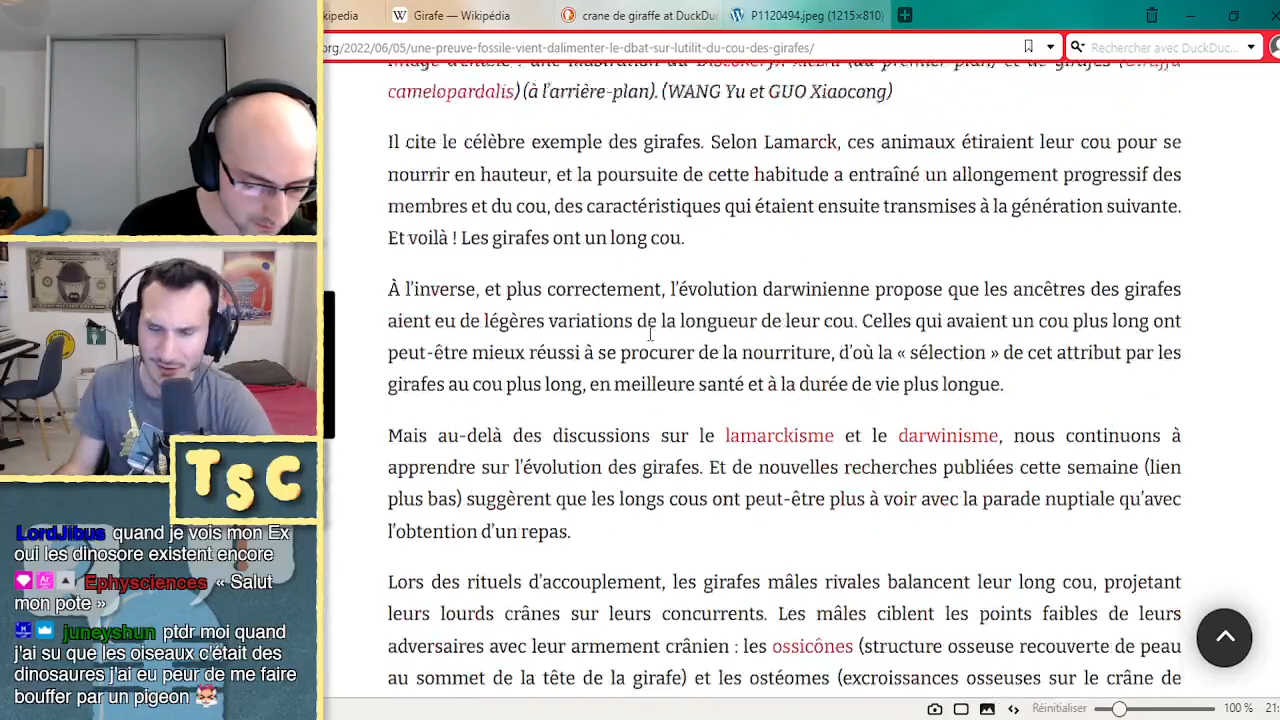 kipedia
Girafe — Wikipédia
crane de giraffe at DuckDuc
P1120494.jpeg (1215×810)
org/2022/06/05/une-preuve-fossile-vient-dalimenter-le-dbat-sur-lutilit-du-cou-des-girafes/
Rechercher avec DuckDuc
camelopardalis) (à l'arrière-plan). (WANG Yu et GUO Xiaocong)
Il cite le célèbre exemple des girafes. Selon Lamarck, ces animaux étiraient leur cou pour se
nourrir en hauteur, et la poursuite de cette habitude a entraîné un allongement progressif des
membres et du cou, des caractéristiques qui étaient ensuite transmises à la génération suivante.
Et voilà ! Les girafes ont un long cou.
À l'inverse, et plus correctement, l'évolution darwinienne propose que les ancêtres des girafes
aient eu de légères variations de la longueur de leur cou. Celles qui avaient un cou plus long ont
peut-être mieux réussi à se procurer de la nourriture, d'où la « sélection » de cet attribut par les
girafes au cou plus long, en meilleure santé et à la durée de vie plus longue.
Mais au-delà des discussions sur le lamarckisme et le darwinisme, nous continuons à
apprendre sur l'évolution des girafes. Et de nouvelles recherches publiées cette semaine (lien
plus bas) suggèrent que les longs cous ont peut-être plus à voir avec la parade nuptiale qu'avec
l'obtention d'un repas.
Lors des rituels d'accouplement, les girafes mâles rivales balancent leur long cou, projetant
leurs lourds crânes sur leurs concurrents. Les mâles ciblent les points faibles de leurs
adversaires avec leur armement crânien : les ossicônes (structure osseuse recouverte de peau
au sommet de la tête de la girafe) et les ostéomes (excroissances osseuses sur le crâne de
Réinitialiser
100 %
21:
TSC
LordJibus quand je vois mon Ex
oui les dinosore existent encore
Ephysciences « Salut
mon pote »
juneyshun ptdr moi quand
j'ai su que les oiseaux c'était des
dinosaures j'ai eu peur de me faire
bouffer par un pigeon